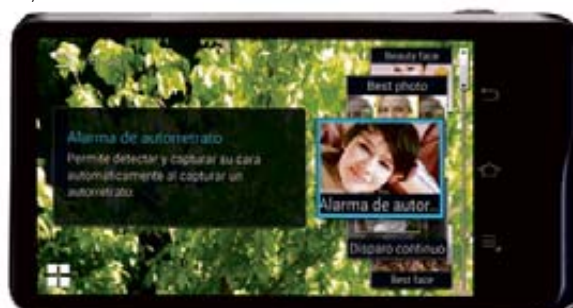 Beauty face
Best photo
Alarma de autorretrato
Permite detectar y capturar su cara
automáticamente al capturar un
autorretrato.
Alarma de autor...
Disparo continuo
Best face